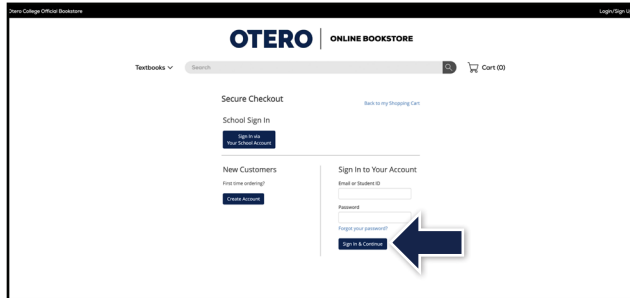 Otero College Official Bookstore
Login/Sign U
OTERO ONLINE BOOKSTORE
Textbooks
Search
Cart (0)
Secure Checkout
Back to my Shopping Cart
School Sign In
Sign In via
Your School Account
New Customers
First time ordering?
Create Account
Sign In to Your Account
Email or Student ID
Password
Forgot your password?
Sign In & Continue